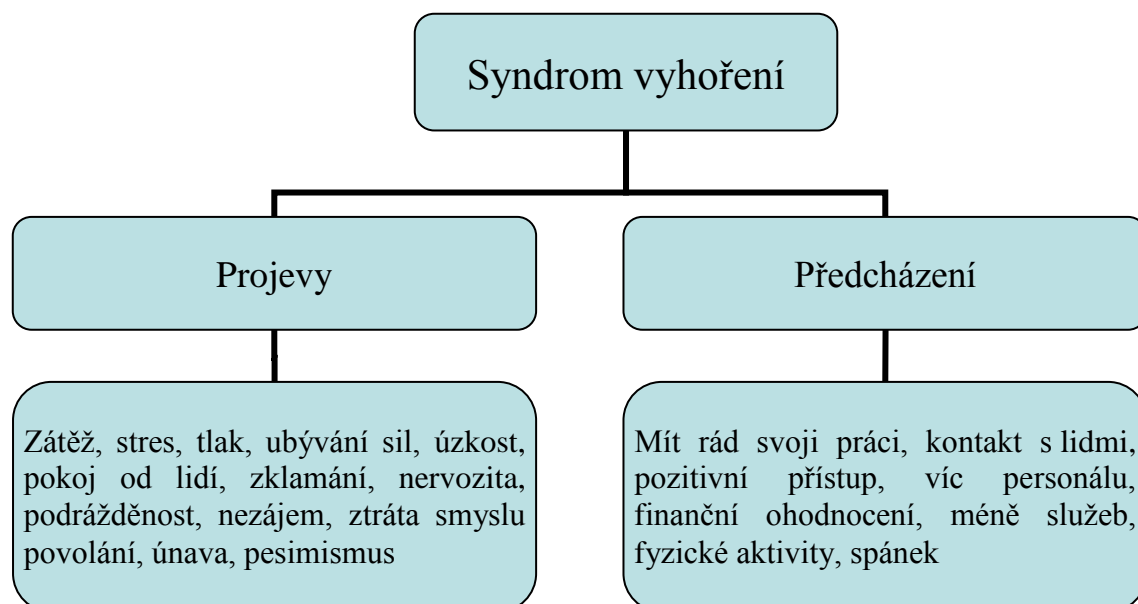 Syndrom vyhoření
Projevy
Předcházení
Zátěž, stres, tlak, ubývání sil, úzkost,
pokoj od lidí, zklamání, nervozita,
podrážděnost, nezájem, ztráta smyslu
povolání, únava, pesimismus
Mít rád svoji práci, kontakt s lidmi,
pozitivní přístup, víc personálu,
finanční ohodnocení, méně služeb,
fyzické aktivity, spánek